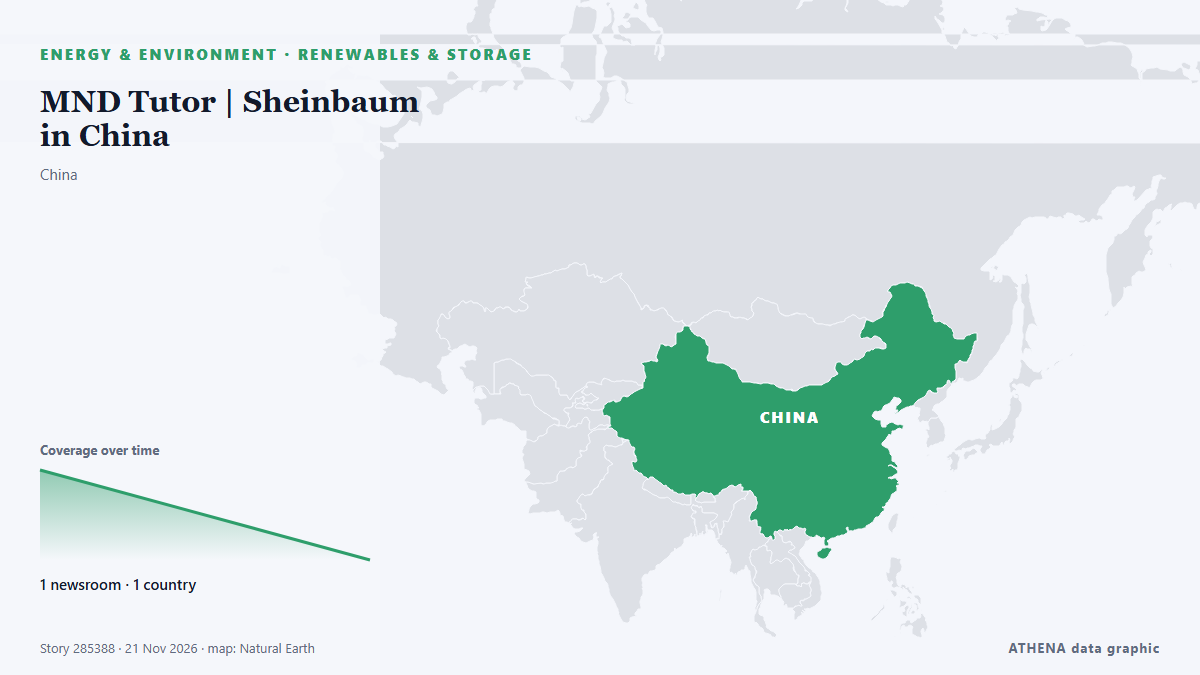 ENERGY & ENVIRONMENT · RENEWABLES & STORAGE
MND Tutor | Sheinbaum
in China
China
CHINA
Coverage over time
1 newsroom · 1 country
Story 285388 · 21 Nov 2026 · map: Natural Earth
ATHENA data graphic